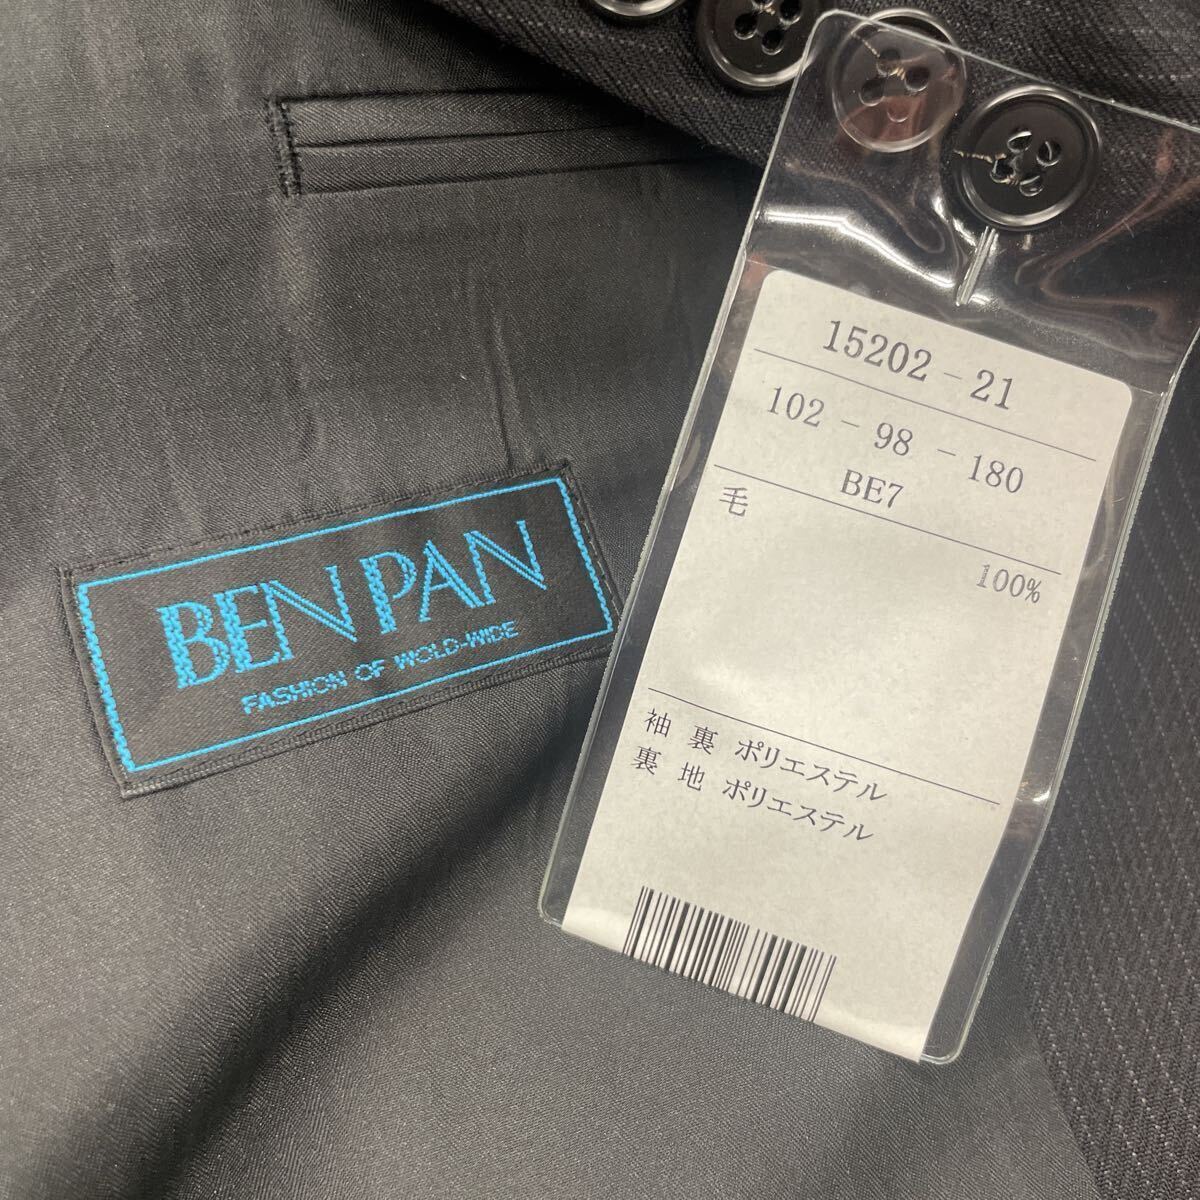 BEN PAN
FASHION OF WOLD-WIDE
15202-21
102-98-180
BE7
毛
100%
袖 裏 ポリエステル
裏 地 ポリエステル